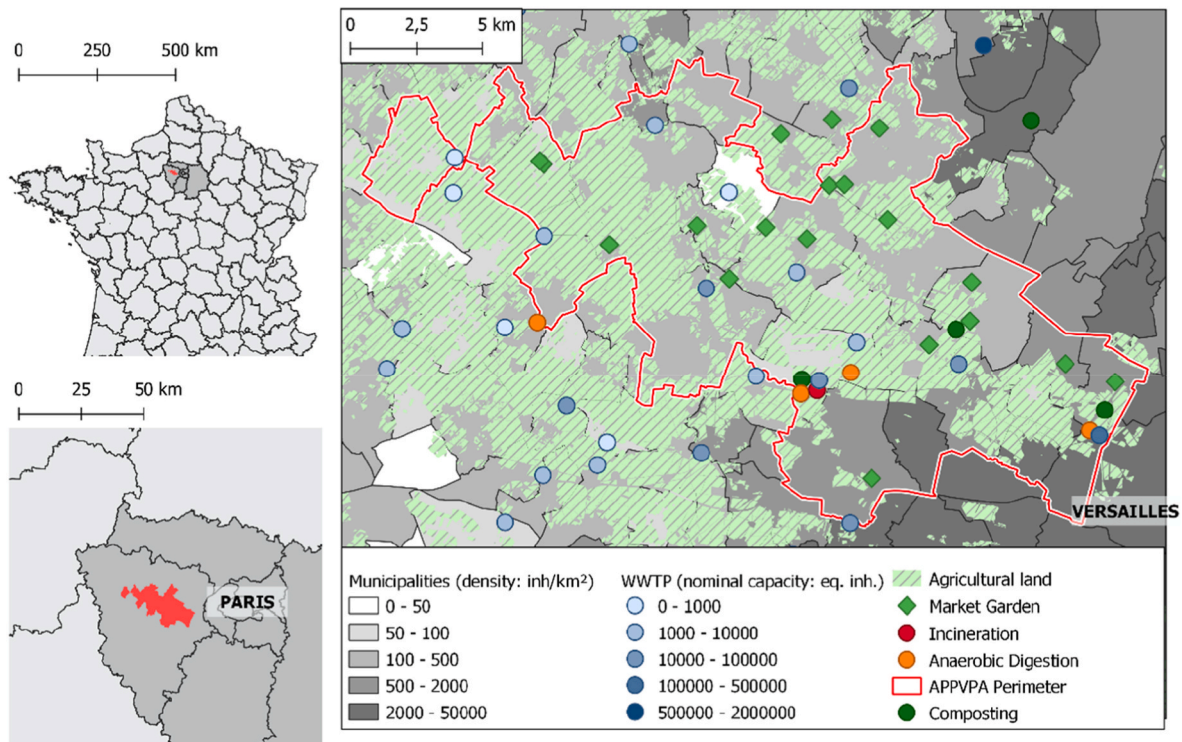 0 250 500 km
0 25 50 km
PARIS
0 2,5 5 km
VERSAILLES
Municipalities (density: inh/km²)
0 - 50
50 - 100
100 - 500
500 - 2000
2000 - 50000
WWTP (nominal capacity: eq. inh.)
0 - 1000
1000 - 10000
10000 - 100000
100000 - 500000
500000 - 2000000
Agricultural land
Market Garden
Incineration
Anaerobic Digestion
APPVPA Perimeter
Composting